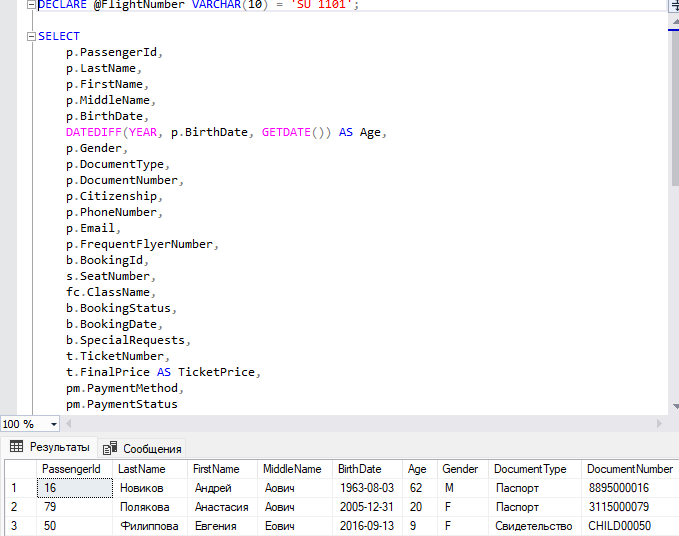 DECLARE @FlightNumber VARCHAR(10) = 'SU 1101';
SELECT
p.PassengerId,
p.LastName,
p.FirstName,
p.MiddleName,
p.BirthDate,
DATEDIFF(YEAR, p.BirthDate, GETDATE()) AS Age,
p.Gender,
p.DocumentType,
p.DocumentNumber,
p.Citizenship,
p.PhoneNumber,
p.Email,
p.FrequentFlyerNumber,
b.BookingId,
s.SeatNumber,
fc.ClassName,
b.BookingStatus,
b.BookingDate,
b.SpecialRequests,
t.TicketNumber,
t.FinalPrice AS TicketPrice,
pm.PaymentMethod,
pm.PaymentStatus
100 %
Результаты Сообщения
PassengerId LastName FirstName MiddleName BirthDate Age Gender DocumentType DocumentNumber
1 16 Новиков Андрей Аович 1963-08-03 62 M Паспорт 8895000016
2 79 Полякова Анастасия Аович 2005-12-31 20 F Паспорт 3115000079
3 50 Филиппова Евгения Еович 2016-09-13 9 F Свидетельство CHILD00050